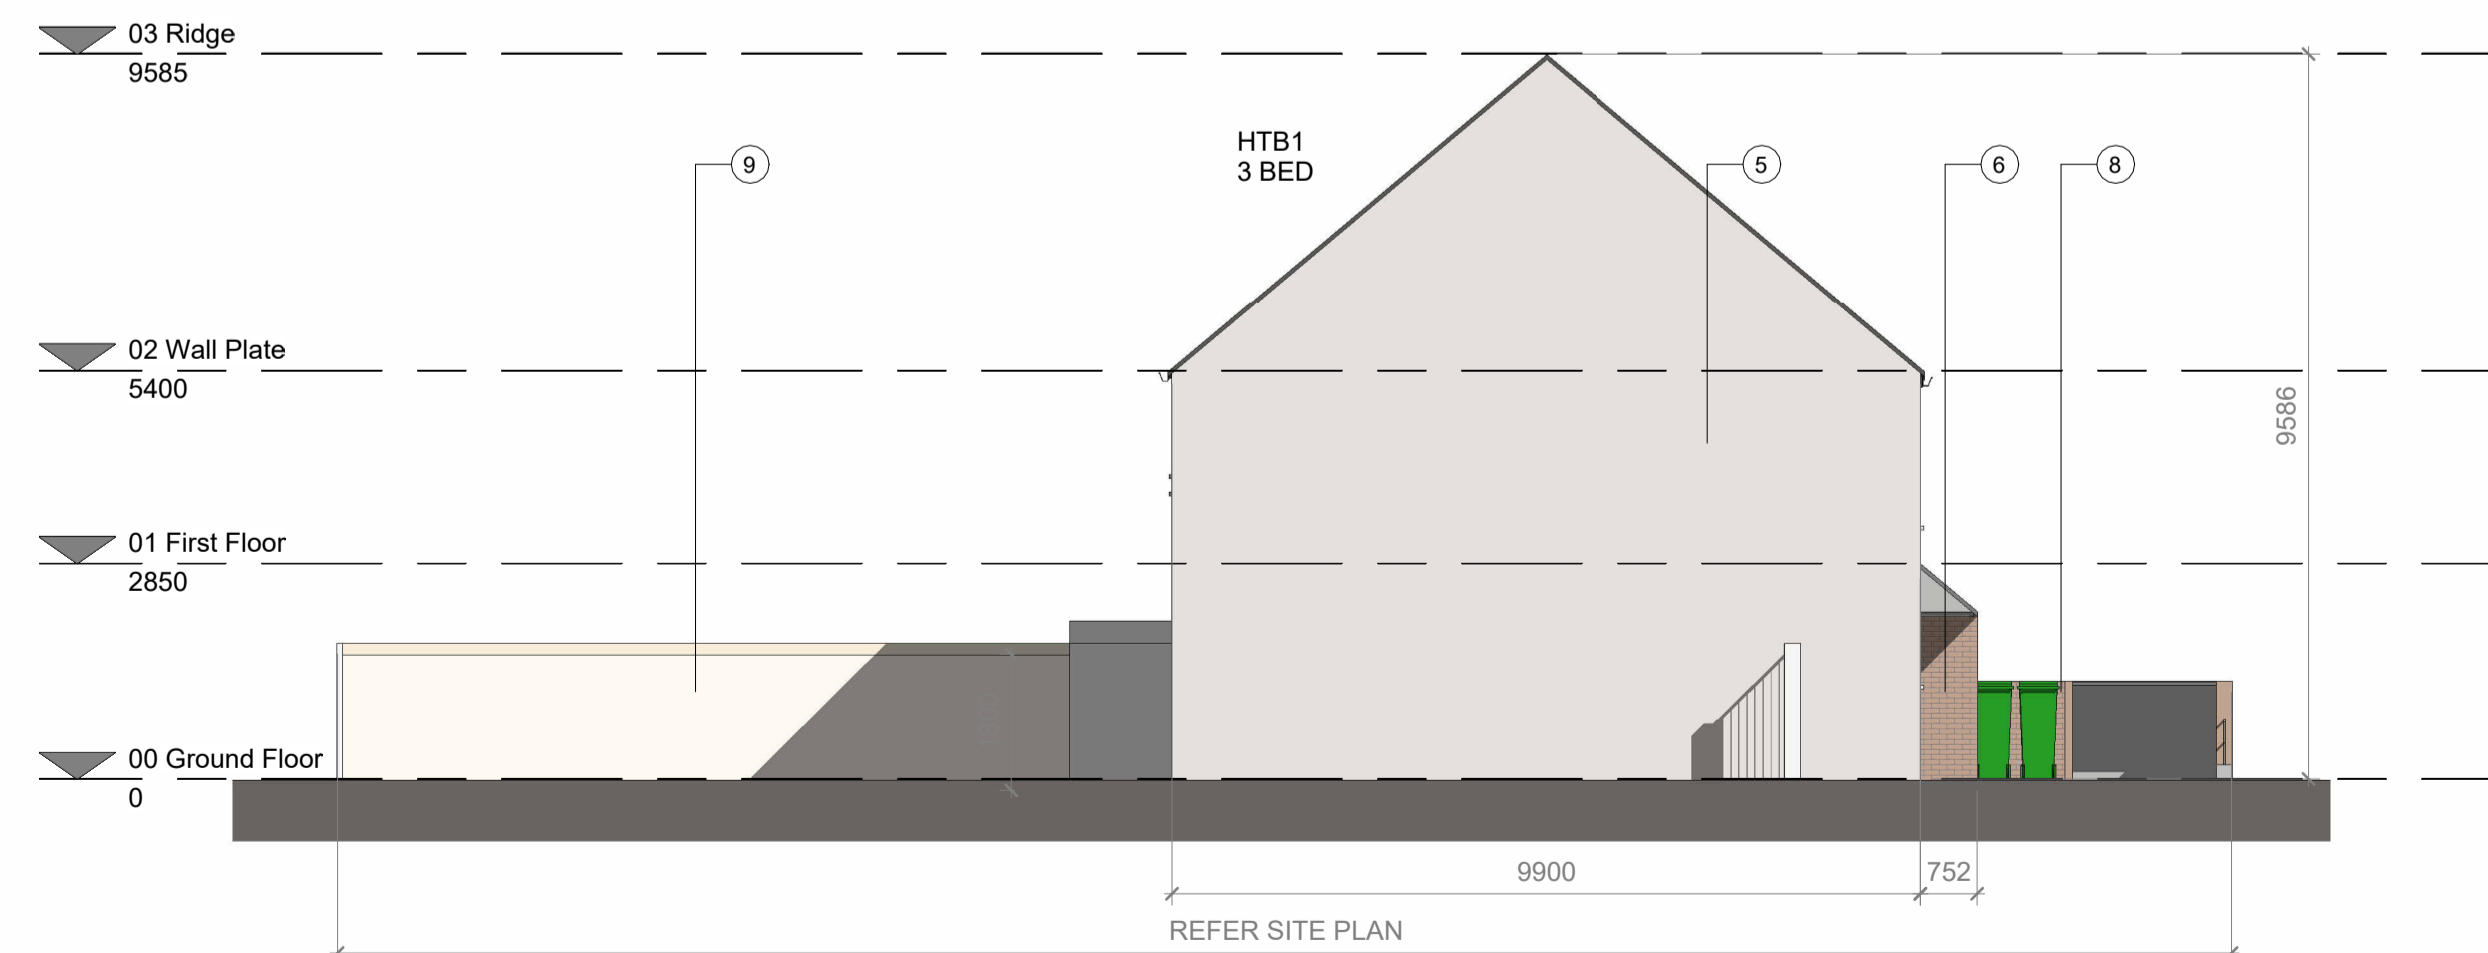 03 Ridge
9585
HTB1
3 BED
9
5
6
8
02 Wall Plate
5400
9586
01 First Floor
2850
1800
00 Ground Floor
0
9900
752
REFER SITE PLAN